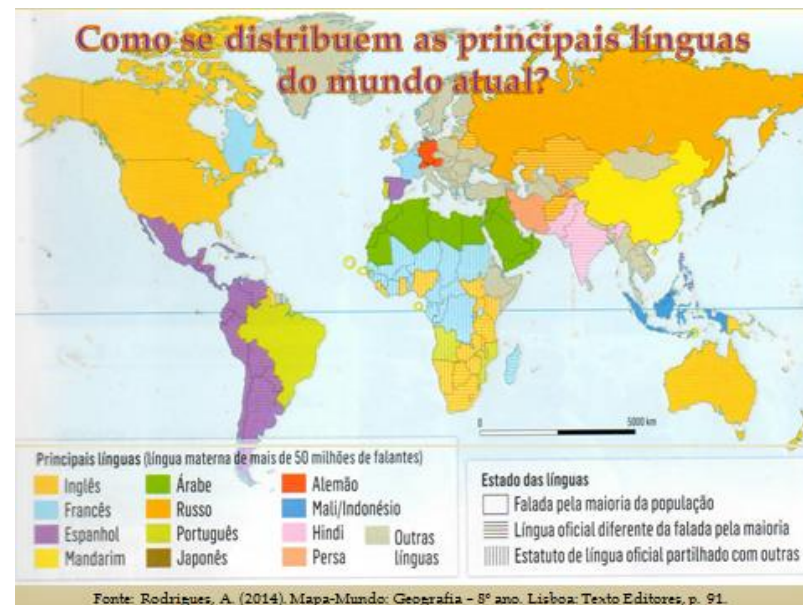 Como se distribuem as principais línguas
do mundo atual?
0
5000 km
Principais línguas (língua materna de mais de 50 milhões de falantes)
Inglês
Francês
Espanhol
Mandarim
Árabe
Russo
Português
Japonês
Alemão
Mali/Indonésio
Hindi
Persa
Outras
línguas
Estado das línguas
Falada pela maioria da população
Língua oficial diferente da falada pela maioria
Estatuto de língua oficial partilhado com outras
Fonte: Rodrigues, A. (2014). Mapa-Mundo: Geografia – 8º ano. Lisboa: Texto Editores, p. 91.